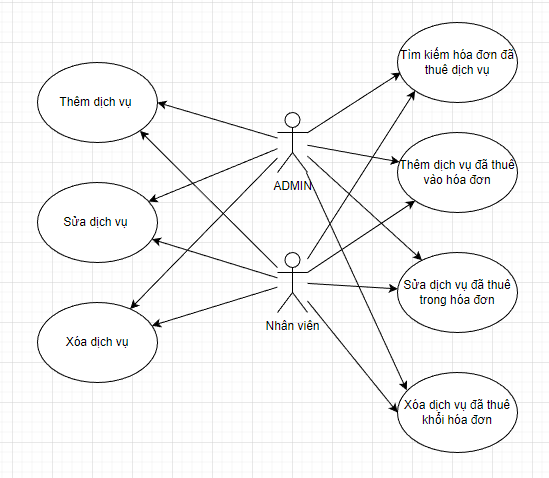 Tìm kiếm hóa đơn đã
thuê dịch vụ
Thêm dịch vụ
Thêm dịch vụ đã thuê
vào hóa đơn
ADMIN
Sửa dịch vụ
Sửa dịch vụ đã thuê
trong hóa đơn
Nhân viên
Xóa dịch vụ
Xóa dịch vụ đã thuê
khỏi hóa đơn